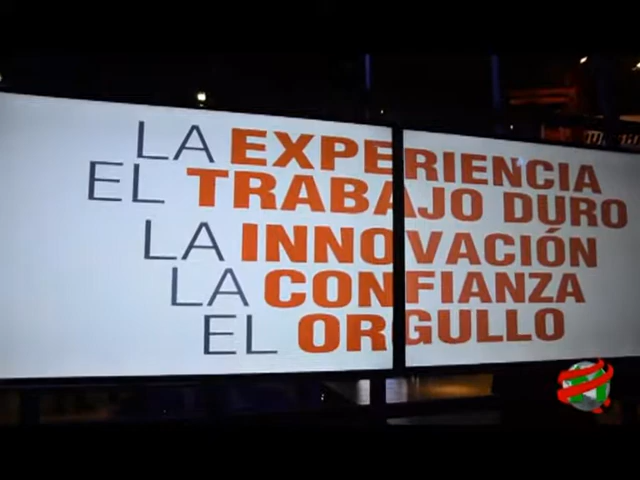 LA EXPERIENCIA
EL TRABAJO DURO
LA INNOVACIÓN
LA CONFIANZA
EL ORGULLO